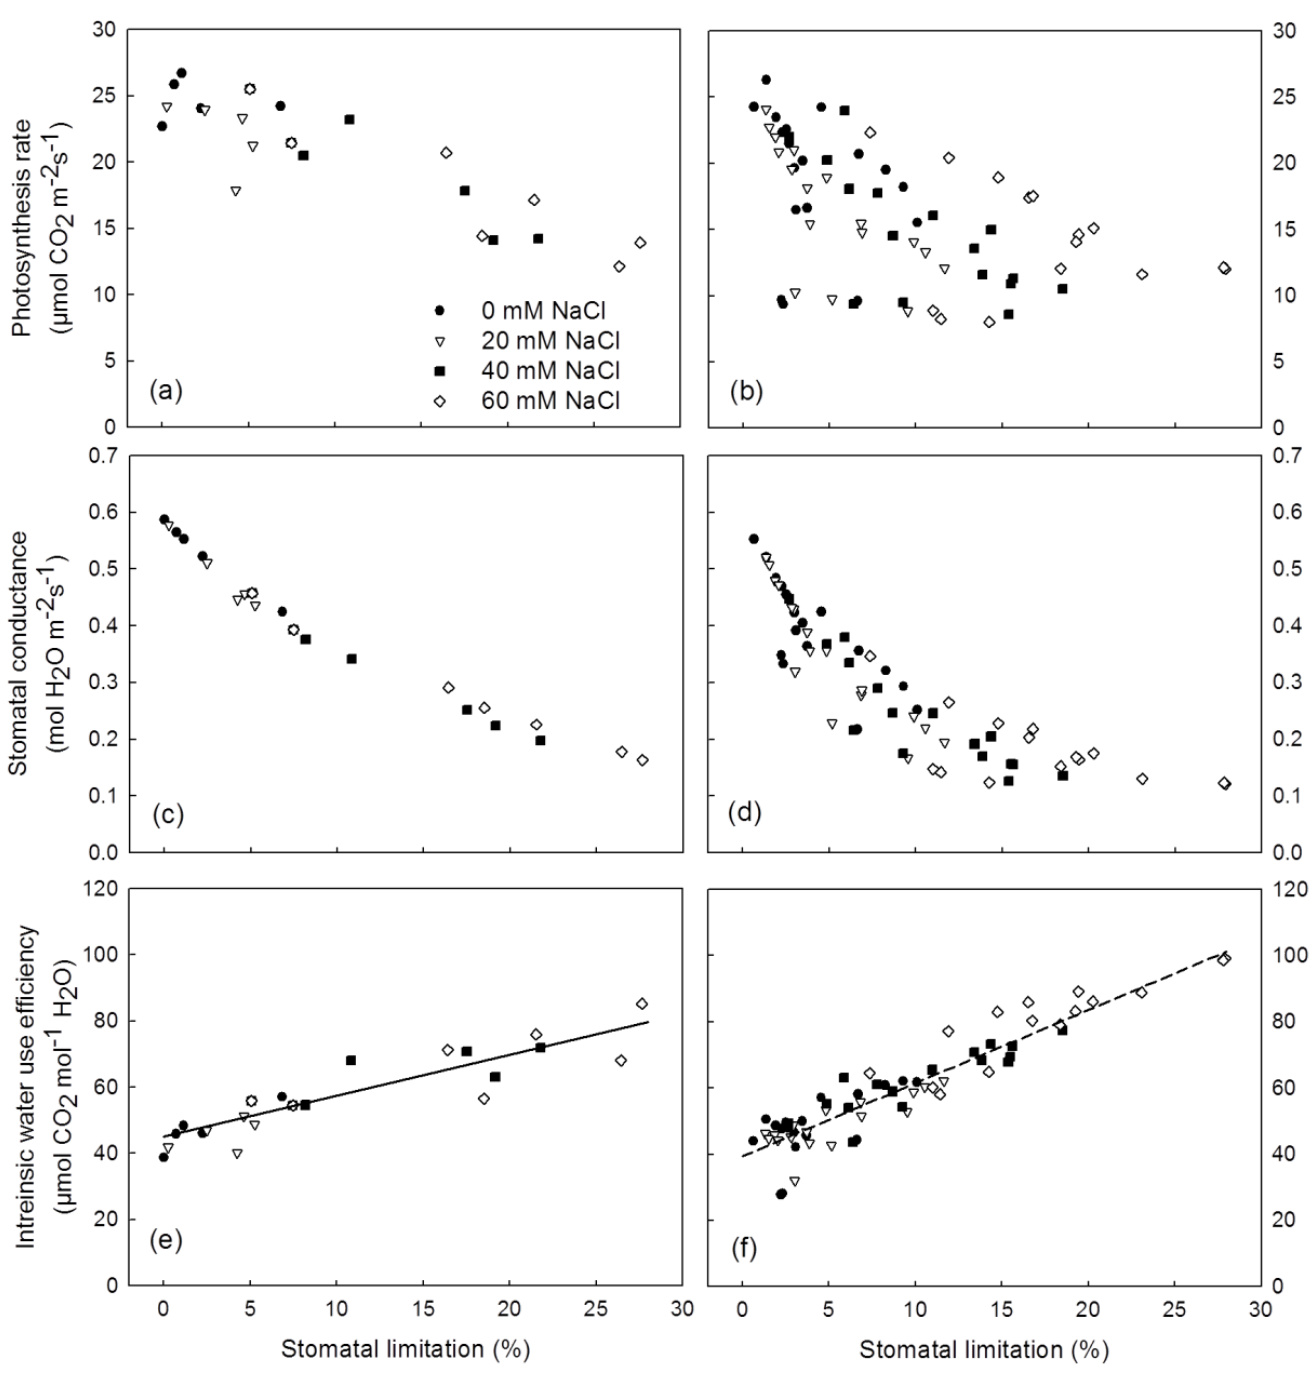 30
25
20
15
10
5
0
Photosynthesis rate
(µmol CO2 m-2s-1)
0 mM NaCl
20 mM NaCl
40 mM NaCl
60 mM NaCl
(a)
(b)
30
25
20
15
10
5
0
0.7
0.6
0.5
0.4
0.3
0.2
0.1
0.0
Stomatal conductance
(mol H2O m-2s-1)
(c)
(d)
0.7
0.6
0.5
0.4
0.3
0.2
0.1
0.0
120
100
80
60
40
20
0
Intreinsic water use efficiency
(µmol CO2 mol-1 H2O)
(e)
(f)
120
100
80
60
40
20
0
0 5 10 15 20 25 30
0 5 10 15 20 25 30
Stomatal limitation (%)
Stomatal limitation (%)